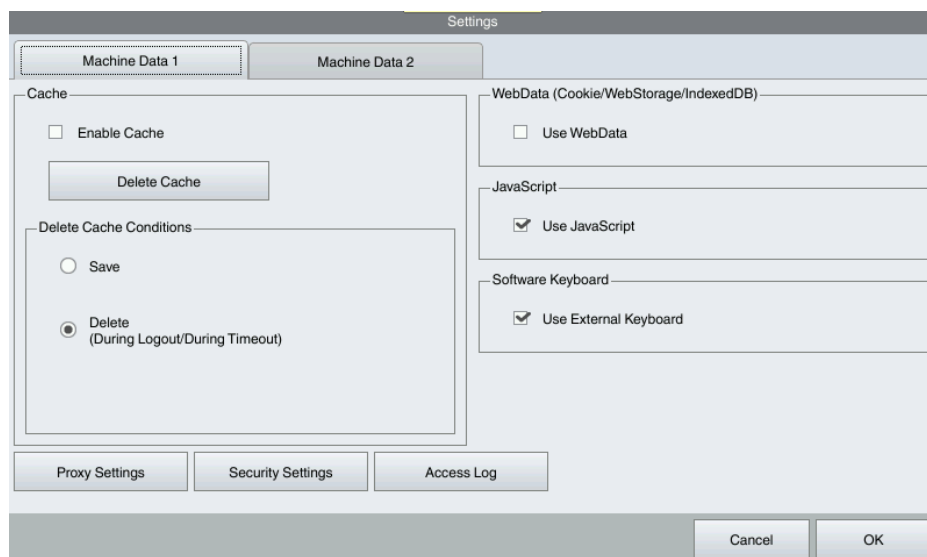 Settings
Machine Data 1
Machine Data 2
Cache
Enable Cache
Delete Cache
Delete Cache Conditions
Save
Delete
(During Logout/During Timeout)
WebData (Cookie/WebStorage/IndexedDB)
Use WebData
JavaScript
Use JavaScript
Software Keyboard
Use External Keyboard
Proxy Settings
Security Settings
Access Log
Cancel
OK